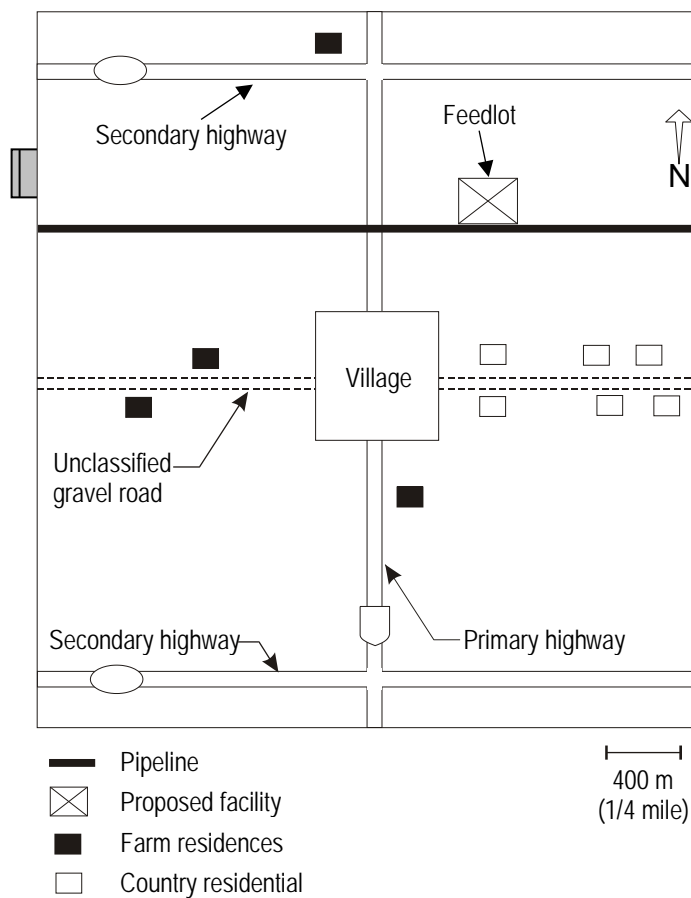 Secondary highway
Feedlot
N
Village
Unclassified
gravel road
Secondary highway
Primary highway
Pipeline
Proposed facility
Farm residences
Country residential
400 m
(1/4 mile)